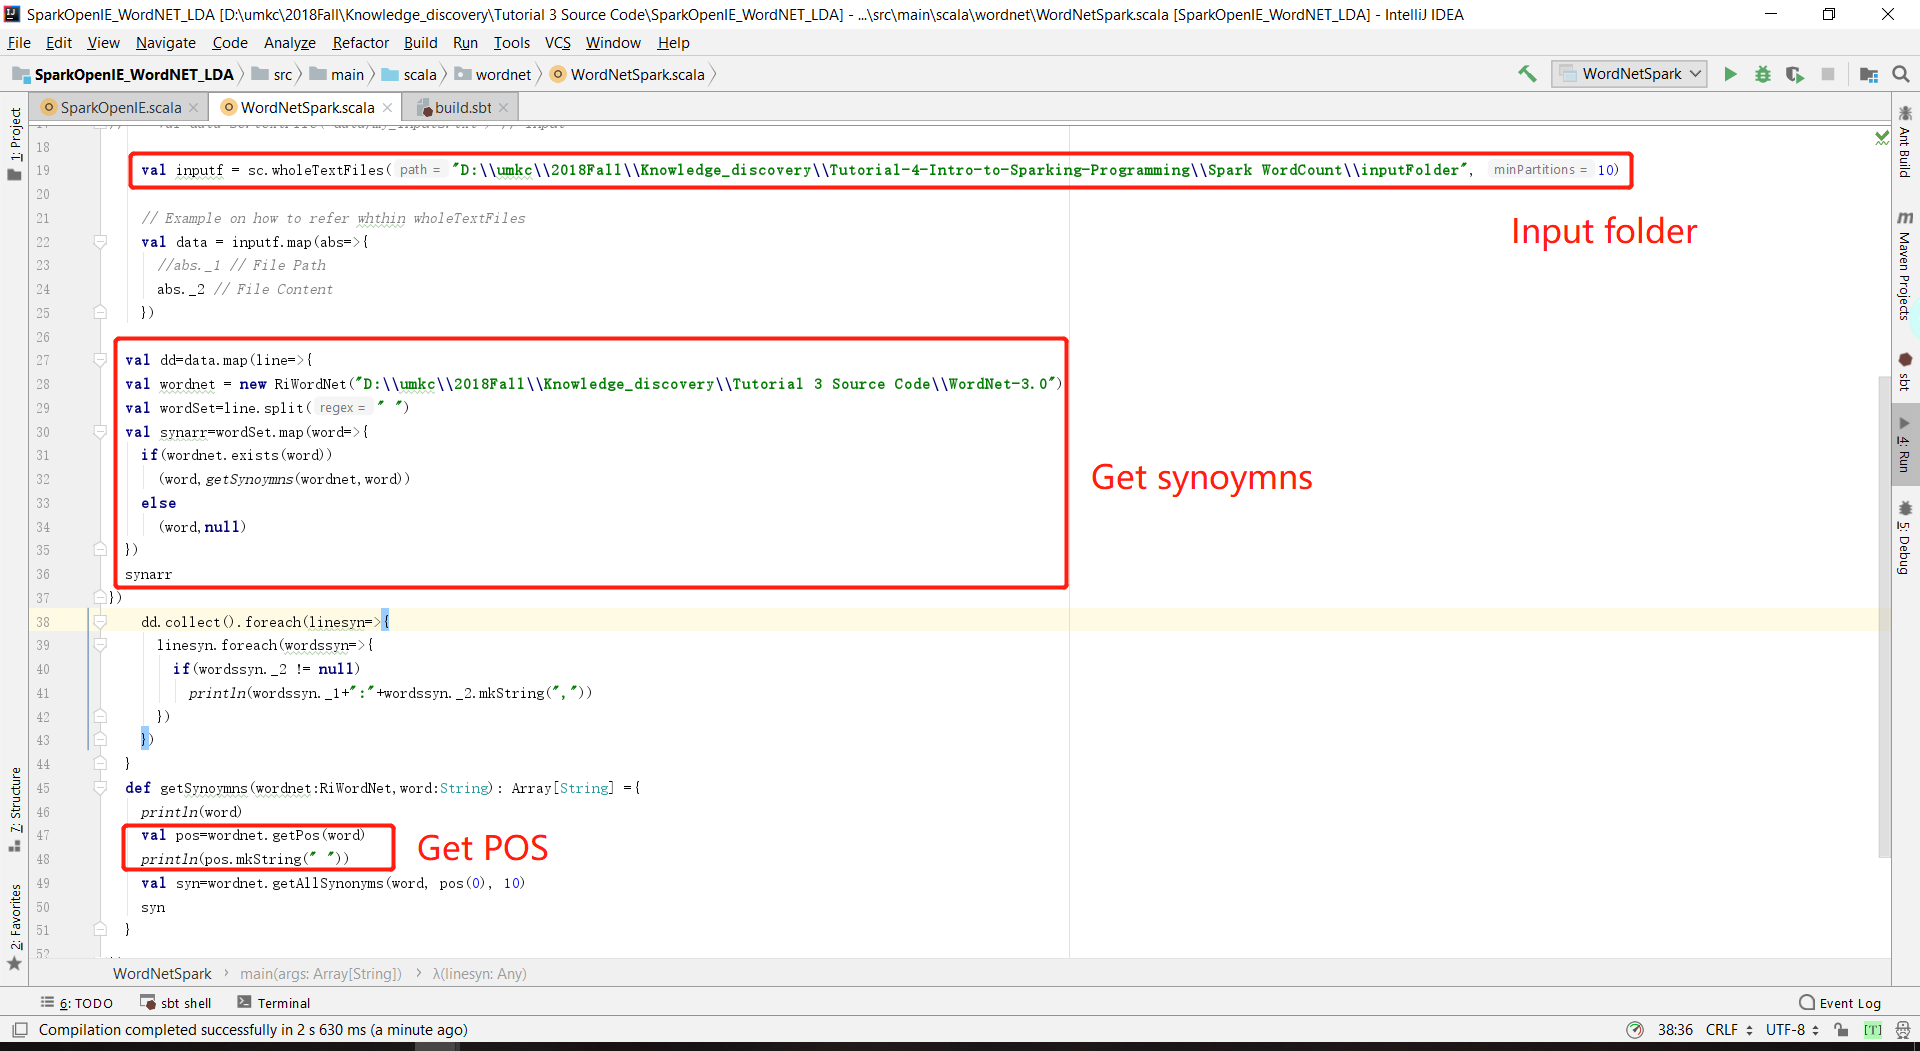 SparkOpenIE_WordNET_LDA [D:\umkc\2018Fall\Knowledge_discovery\Tutorial 3 Source Code\SparkOpenIE_WordNET_LDA] - ...\src\main\scala\wordnet\WordNetSpark.scala [SparkOpenIE_WordNET_LDA] - IntelliJ IDEA
File Edit View Navigate Code Analyze Refactor Build Run Tools VCS Window Help
SparkOpenIE_WordNET_LDA src main scala wordnet WordNetSpark.scala WordNetSpark
SparkOpenIE.scala WordNetSpark.scala build.sbt
1: Project
18
19 val inputf = sc.wholeTextFiles( path = "D:\\umkc\\2018Fall\\Knowledge_discovery\\Tutorial-4-Intro-to-Sparking-Programming\\Spark WordCount\\inputFolder", minPartitions = 10)
20
Input folder
21 // Example on how to refer whthin wholeTextFiles
22 val data = inputf.map(abs=>{
23 //abs._1 // File Path
24 abs._2 // File Content
25 })
26
27 val dd=data.map(line=>{
28 val wordnet = new RiWordNet("D:\\umkc\\2018Fall\\Knowledge_discovery\\Tutorial 3 Source Code\\WordNet-3.0")
29 val wordSet=line.split( regex = " ")
30 val synarr=wordSet.map(word=>{
31 if(wordnet.exists(word))
32 (word,getSynoymns(wordnet,word))
Get synoymns
33 else
34 (word,null)
35 })
36 synarr
37 })
38 dd.collect().foreach(linesyn=>{
39 linesyn.foreach(wordssyn=>{
40 if(wordssyn._2 != null)
41 println(wordssyn._1+":"+wordssyn._2.mkString(","))
42 })
43 })
44 }
45 def getSynoymns(wordnet:RiWordNet,word:String): Array[String] ={
46 println(word)
47 val pos=wordnet.getPos(word)
48 println(pos.mkString(" "))
Get POS
49 val syn=wordnet.getAllSynonyms(word, pos(0), 10)
50 syn
51 }
52
7: Structure
2: Favorites
Ant Build
m
Maven Projects
sbt
4: Run
5: Debug
WordNetSpark main(args: Array[String]) λ(linesyn: Any)
6: TODO sbt shell Terminal Event Log
Compilation completed successfully in 2 s 630 ms (a minute ago) 38:36 CRLF UTF-8 [T]